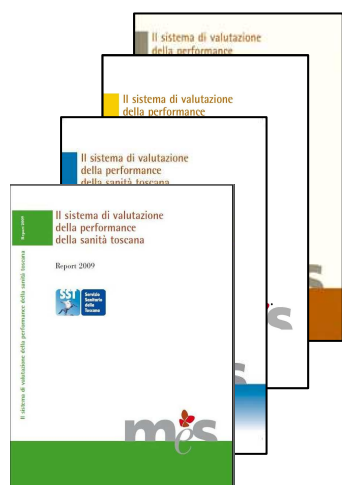 Il sistema di valutazione
della performance
Il sistema di valutazione
della performance
Il sistema di valutazione
della performance
della sanità toscana
Report 2009
Il sistema di valutazione
della performance
della sanità toscana
Report 2009
SST
Servizio
Sanitario
della
Toscana
Il sistema di valutazione della performance della sanità toscana
mes